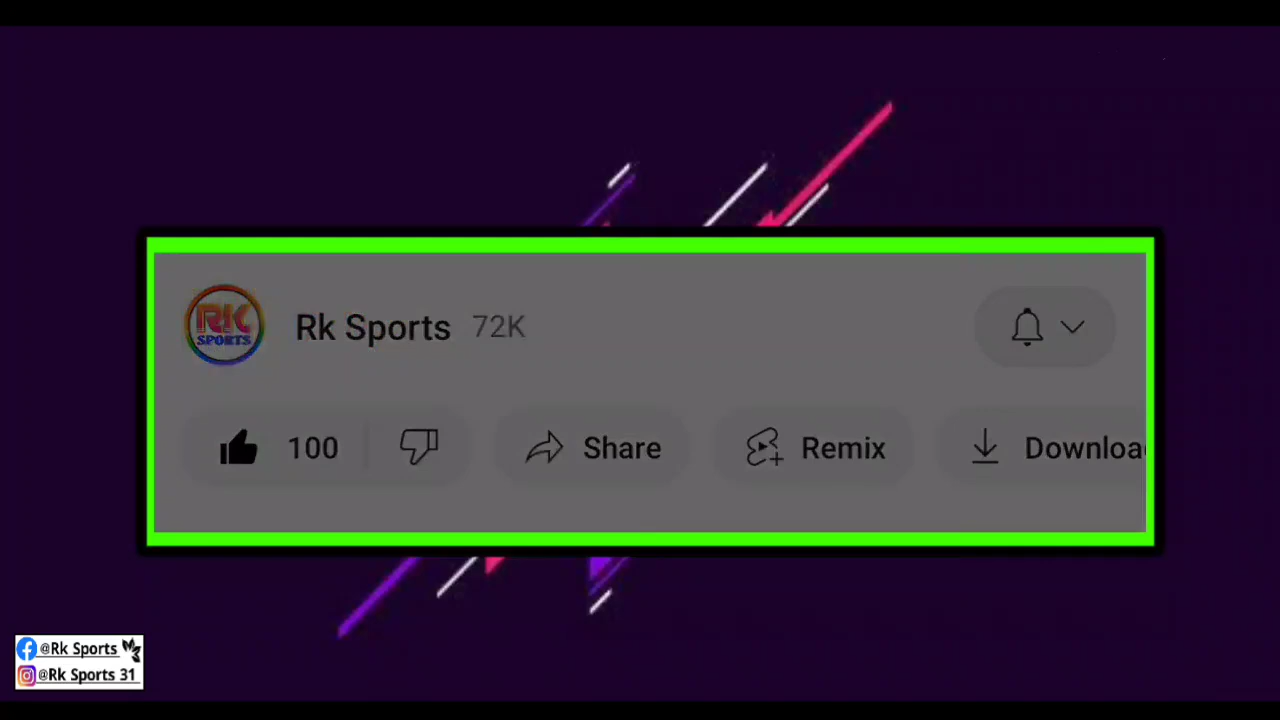 RK
SPORTS
Rk Sports 72K
100 Share Remix Downloa
@Rk Sports
@Rk Sports 31